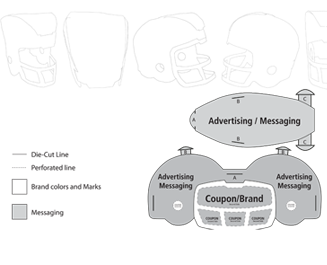 B
C
A
Advertising / Messaging
B
C
Die-Cut Line
Perforated line
Brand colors and Marks
Messaging
A
Advertising
Messaging
Coupon/Brand
Advertising
Messaging
COUPON
COUPON
COUPON